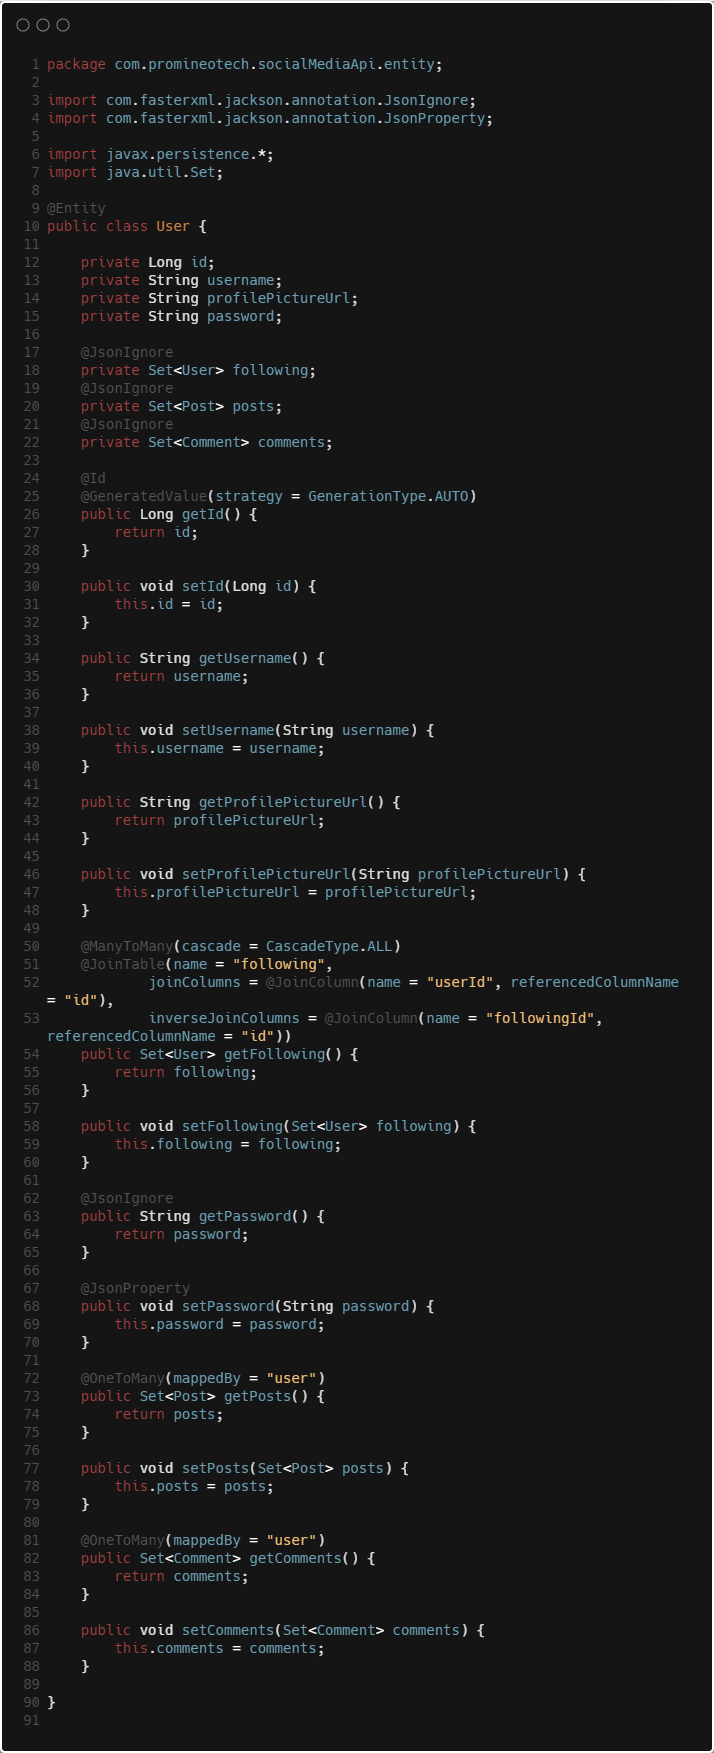 1 package com.promineotech.socialMediaApi.entity;
2
3 import com.fasterxml.jackson.annotation.JsonIgnore;
4 import com.fasterxml.jackson.annotation.JsonProperty;
5
6 import javax.persistence.*;
7 import java.util.Set;
8
9 @Entity
10 public class User {
11
12     private Long id;
13     private String username;
14     private String profilePictureUrl;
15     private String password;
16
17     @JsonIgnore
18     private Set<User> following;
19     @JsonIgnore
20     private Set<Post> posts;
21     @JsonIgnore
22     private Set<Comment> comments;
23
24     @Id
25     @GeneratedValue(strategy = GenerationType.AUTO)
26     public Long getId() {
27         return id;
28     }
29
30     public void setId(Long id) {
31         this.id = id;
32     }
33
34     public String getUsername() {
35         return username;
36     }
37
38     public void setUsername(String username) {
39         this.username = username;
40     }
41
42     public String getProfilePictureUrl() {
43         return profilePictureUrl;
44     }
45
46     public void setProfilePictureUrl(String profilePictureUrl) {
47         this.profilePictureUrl = profilePictureUrl;
48     }
49
50     @ManyToMany(cascade = CascadeType.ALL)
51     @JoinTable(name = "following",
52             joinColumns = @JoinColumn(name = "userId", referencedColumnName
= "id"),
53             inverseJoinColumns = @JoinColumn(name = "followingId",
referencedColumnName = "id"))
54     public Set<User> getFollowing() {
55         return following;
56     }
57
58     public void setFollowing(Set<User> following) {
59         this.following = following;
60     }
61
62     @JsonIgnore
63     public String getPassword() {
64         return password;
65     }
66
67     @JsonProperty
68     public void setPassword(String password) {
69         this.password = password;
70     }
71
72     @OneToMany(mappedBy = "user")
73     public Set<Post> getPosts() {
74         return posts;
75     }
76
77     public void setPosts(Set<Post> posts) {
78         this.posts = posts;
79     }
80
81     @OneToMany(mappedBy = "user")
82     public Set<Comment> getComments() {
83         return comments;
84     }
85
86     public void setComments(Set<Comment> comments) {
87         this.comments = comments;
88     }
89
90 }
91